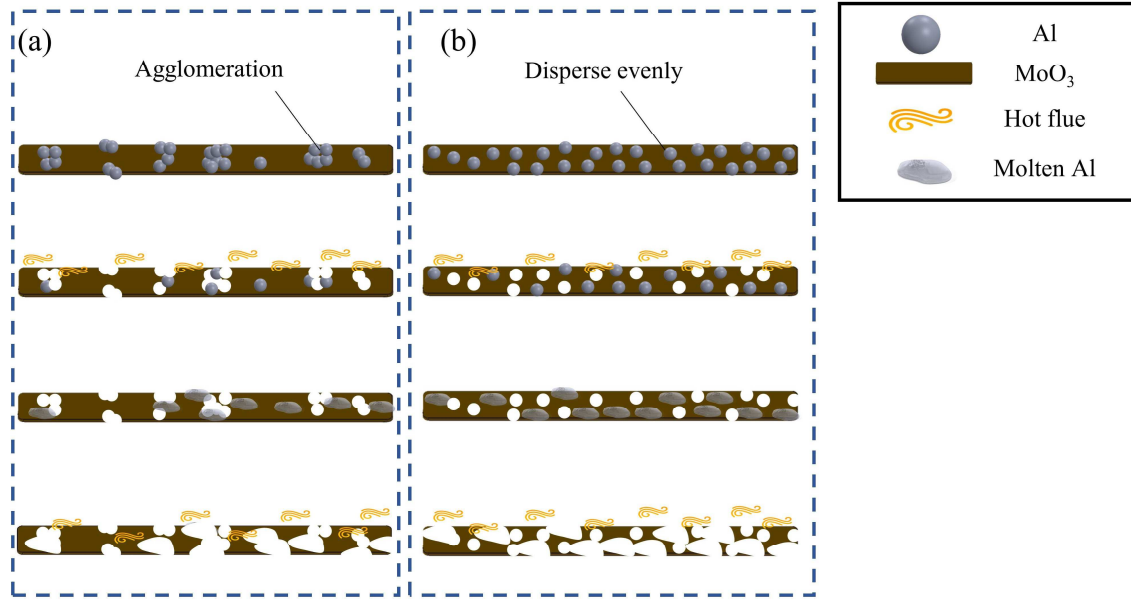 (a)
Agglomeration
(b)
Disperse evenly
Al
MoO₃
Hot flue
Molten Al